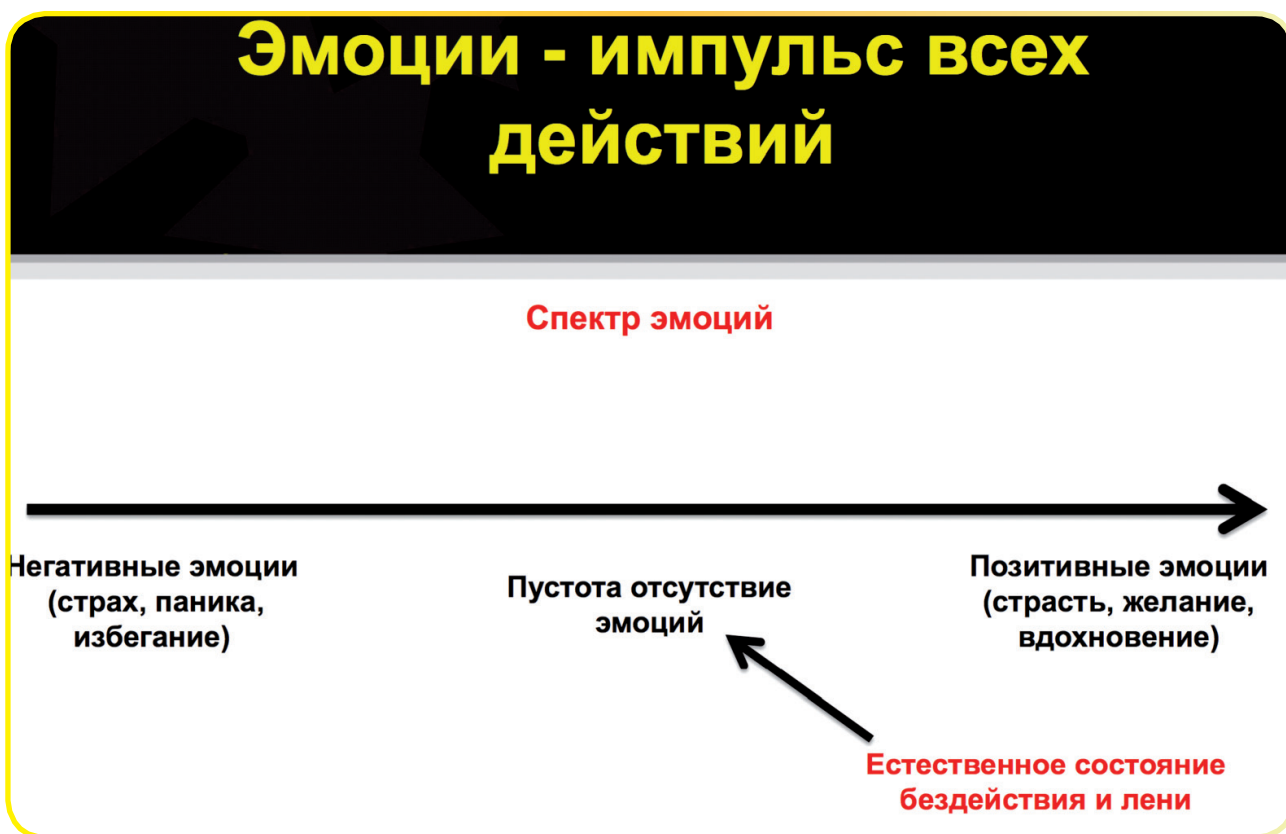 Эмоции - импульс всех
действий
Спектр эмоций
Негативные эмоции
(страх, паника,
избегание)
Пустота отсутствие
эмоций
Позитивные эмоции
(страсть, желание,
вдохновение)
Естественное состояние
бездействия и лени